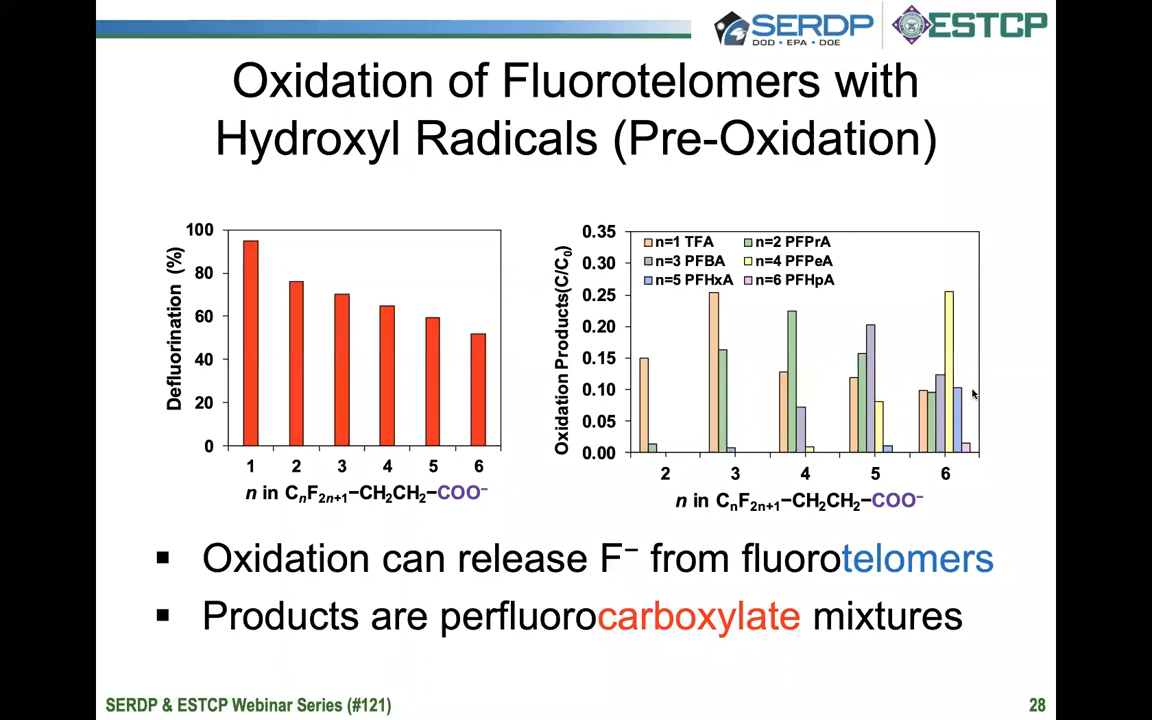 SERDP
DOD • EPA • DOE
ESTCP
Oxidation of Fluorotelomers with
Hydroxyl Radicals (Pre-Oxidation)
Defluorination (%)
100
80
60
40
20
0
1 2 3 4 5 6
n in CnF2n+1−CH2CH2−COO−
Oxidation Products(C/C0)
0.35
0.30
0.25
0.20
0.15
0.10
0.05
0.00
n=1 TFA n=2 PFPrA
n=3 PFBA n=4 PFPeA
n=5 PFHxA n=6 PFHpA
2 3 4 5 6
n in CnF2n+1−CH2CH2−COO−
▪ Oxidation can release F− from fluorotelomers
▪ Products are perfluorocarboxylate mixtures
SERDP & ESTCP Webinar Series (#121)
28